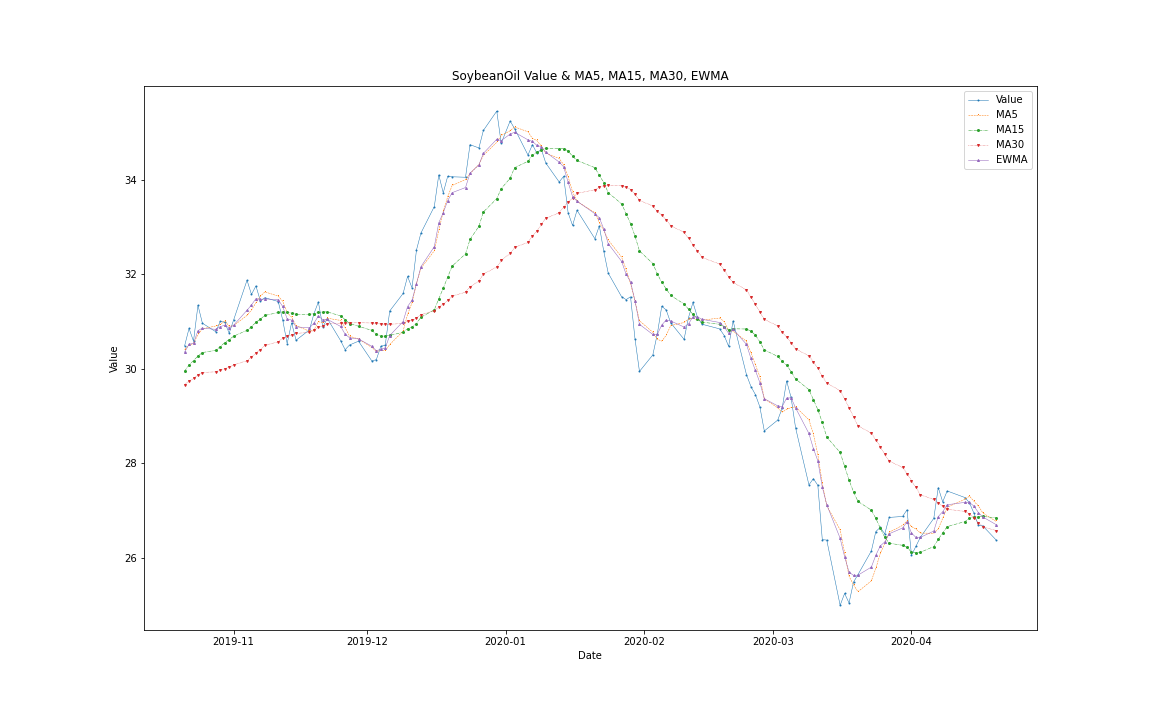 SoybeanOil Value & MA5, MA15, MA30, EWMA
Value
MA5
MA15
MA30
EWMA
34
32
30
28
26
Value
2019-11
2019-12
2020-01
2020-02
2020-03
2020-04
Date